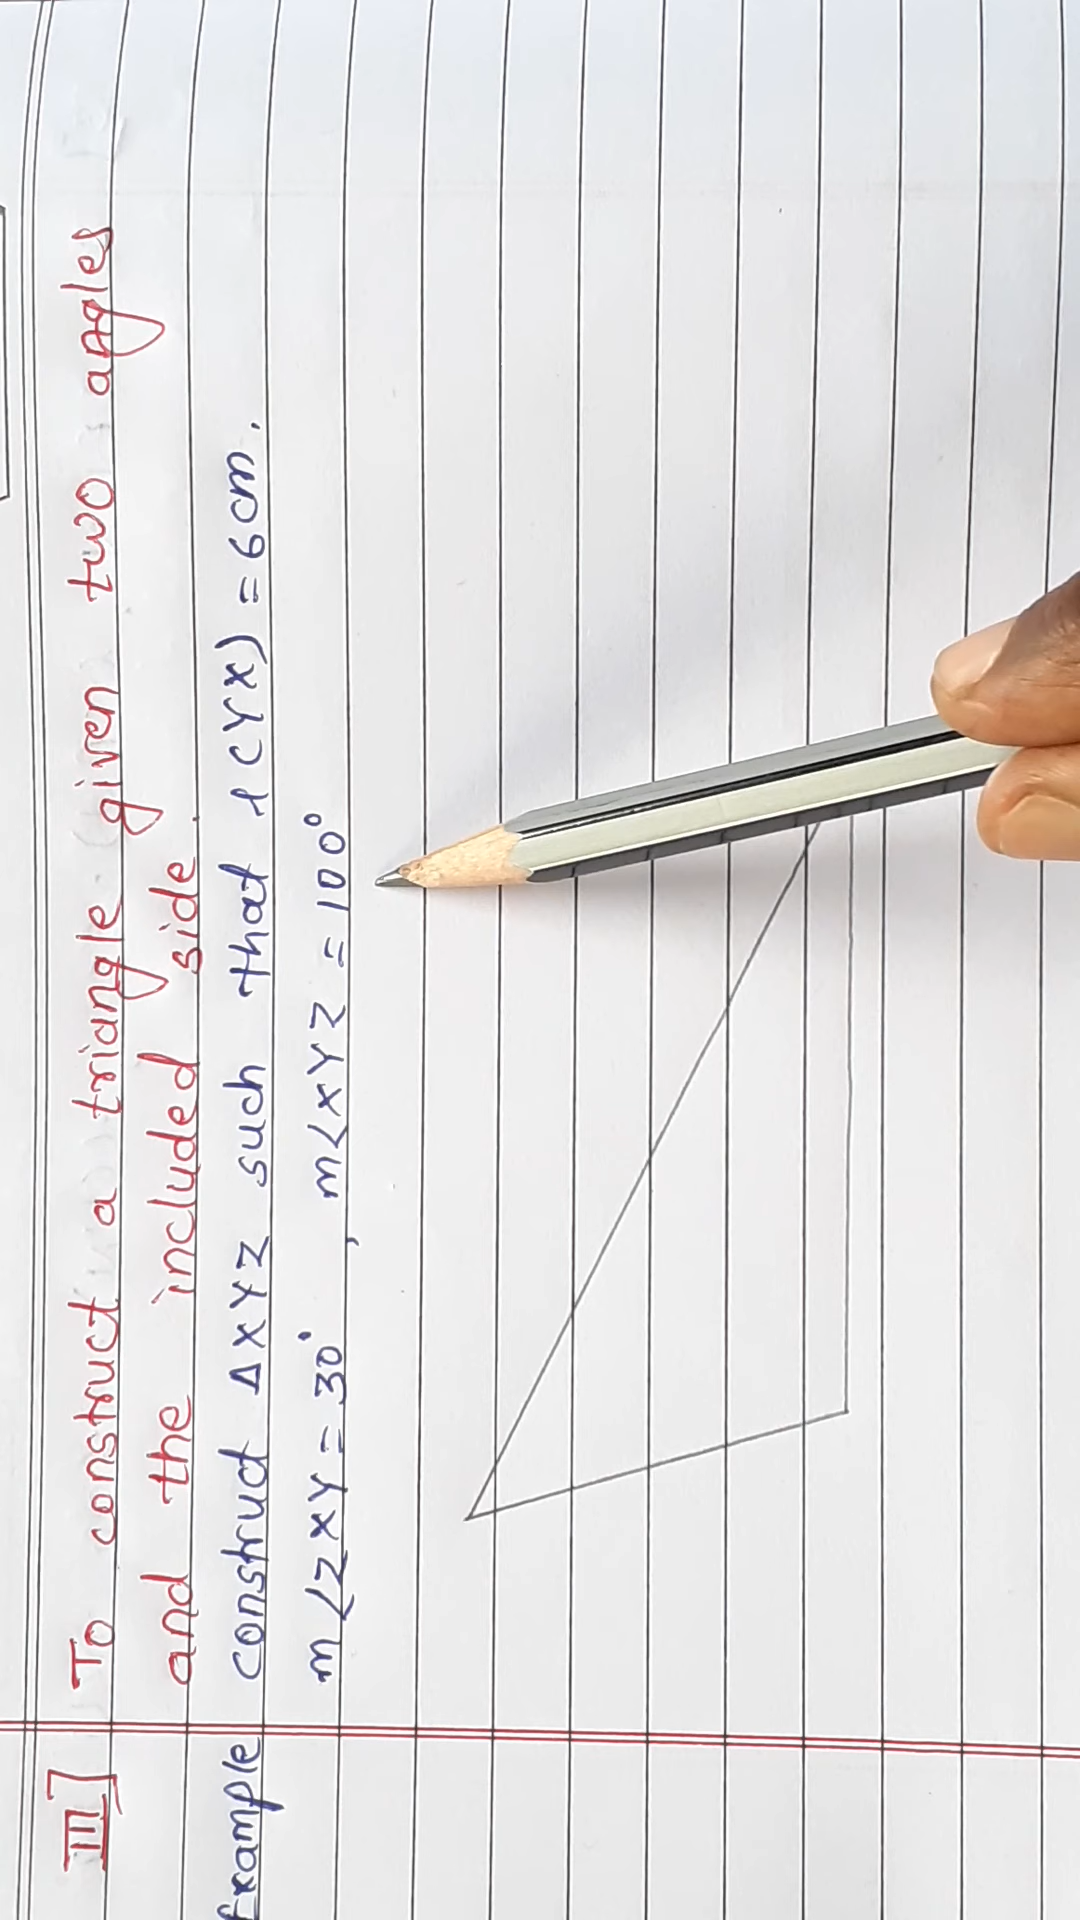 III] To construct a triangle given two angles
and the included side.
Example construct ΔXYZ such that l(YX) = 6cm.
m∠ZXY = 30°, m∠XYZ = 100°